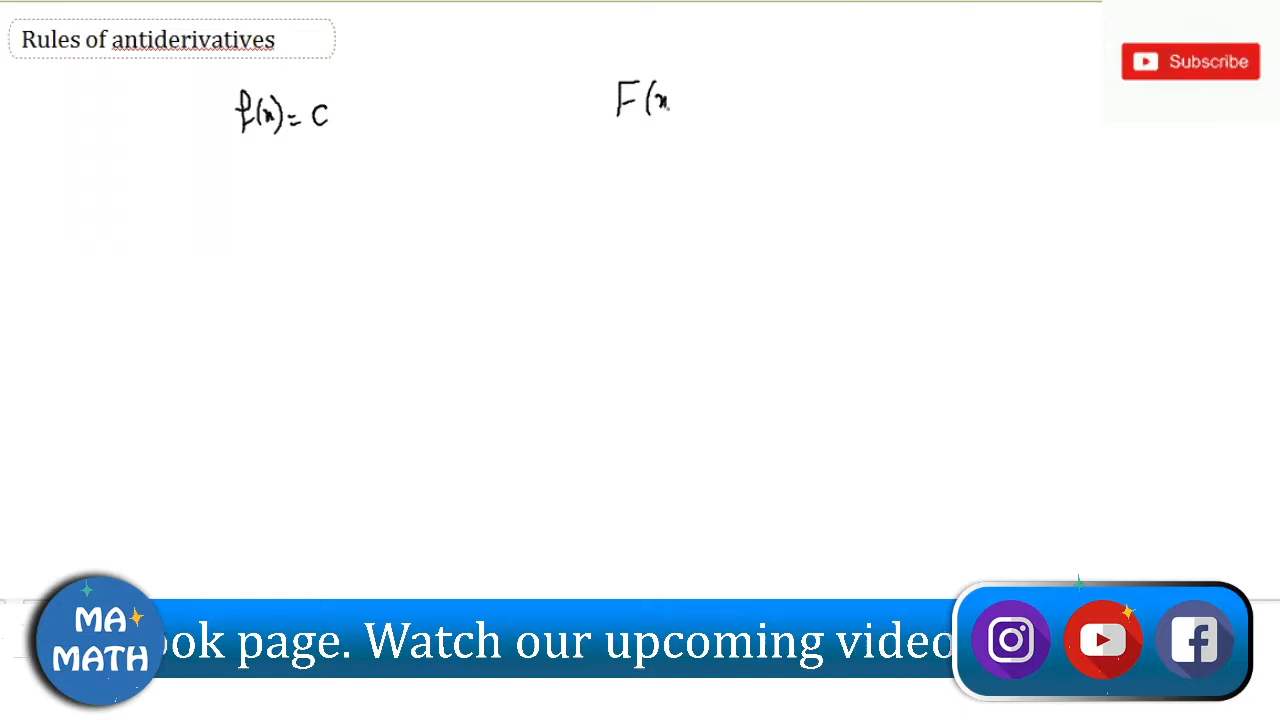 Rules of antiderivatives
Subscribe
f(x) = c
F(x
MA
MATH
ook page. Watch our upcoming video